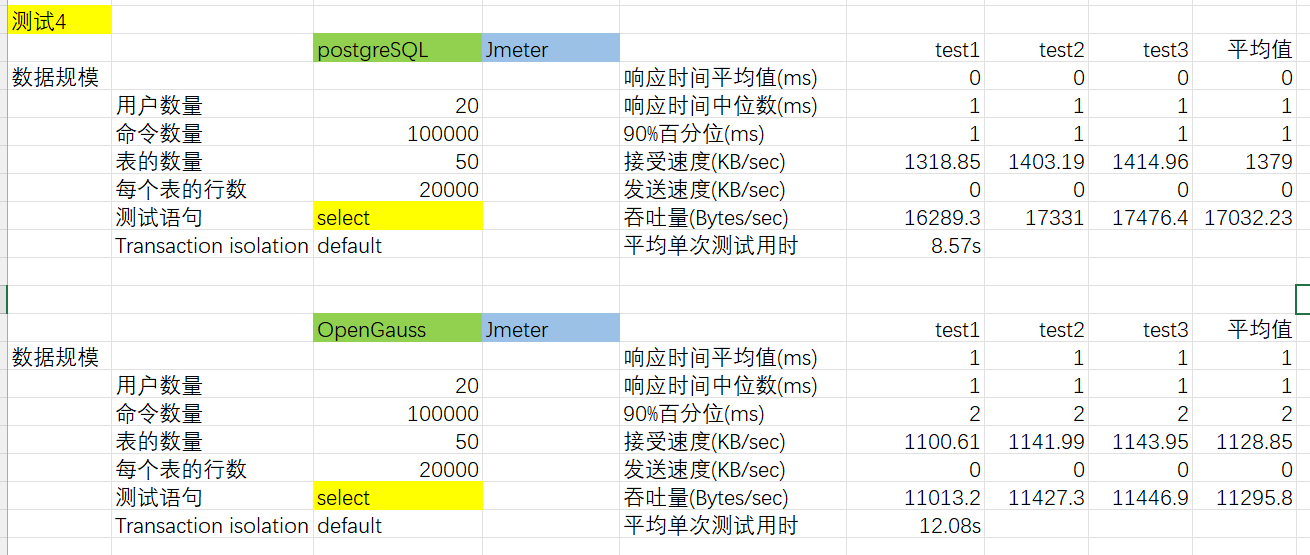 测试4
postgreSQL Jmeter test1 test2 test3 平均值
数据规模 响应时间平均值(ms) 0 0 0 0
用户数量 20 响应时间中位数(ms) 1 1 1 1
命令数量 100000 90%百分位(ms) 1 1 1 1
表的数量 50 接受速度(KB/sec) 1318.85 1403.19 1414.96 1379
每个表的行数 20000 发送速度(KB/sec) 0 0 0 0
测试语句 select 吞吐量(Bytes/sec) 16289.3 17331 17476.4 17032.23
Transaction isolation default 平均单次测试用时 8.57s
OpenGauss Jmeter test1 test2 test3 平均值
数据规模 响应时间平均值(ms) 1 1 1 1
用户数量 20 响应时间中位数(ms) 1 1 1 1
命令数量 100000 90%百分位(ms) 2 2 2 2
表的数量 50 接受速度(KB/sec) 1100.61 1141.99 1143.95 1128.85
每个表的行数 20000 发送速度(KB/sec) 0 0 0 0
测试语句 select 吞吐量(Bytes/sec) 11013.2 11427.3 11446.9 11295.8
Transaction isolation default 平均单次测试用时 12.08s